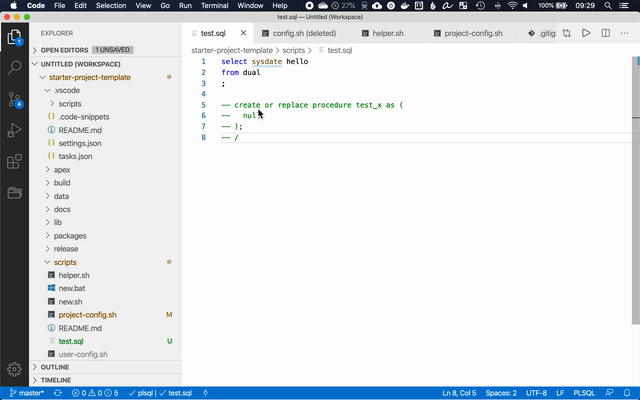 Code File Edit Selection View Go Run Terminal Window Help 27% 100% 09:29
test.sql — Untitled (Workspace)
EXPLORER
test.sql config.sh (deleted) helper.sh project-config.sh .gitig
OPEN EDITORS 1 UNSAVED
starter-project-template > scripts > test.sql
UNTITLED (WORKSPACE)
starter-project-template
.vscode
scripts
.code-snippets
README.md
settings.json
tasks.json
apex
build
data
docs
lib
packages
release
scripts
helper.sh
new.bat
new.sh
project-config.sh M
README.md
test.sql U
user-config.sh
OUTLINE
TIMELINE
1 select sysdate hello
2 from dual
3 ;
4
5 -- create or replace procedure test_x as (
6 -- nul
7 -- );
8 -- /
1
4
master* 0 0 5 plsql | test.sql Ln 8, Col 5 Spaces: 2 UTF-8 LF PLSQL